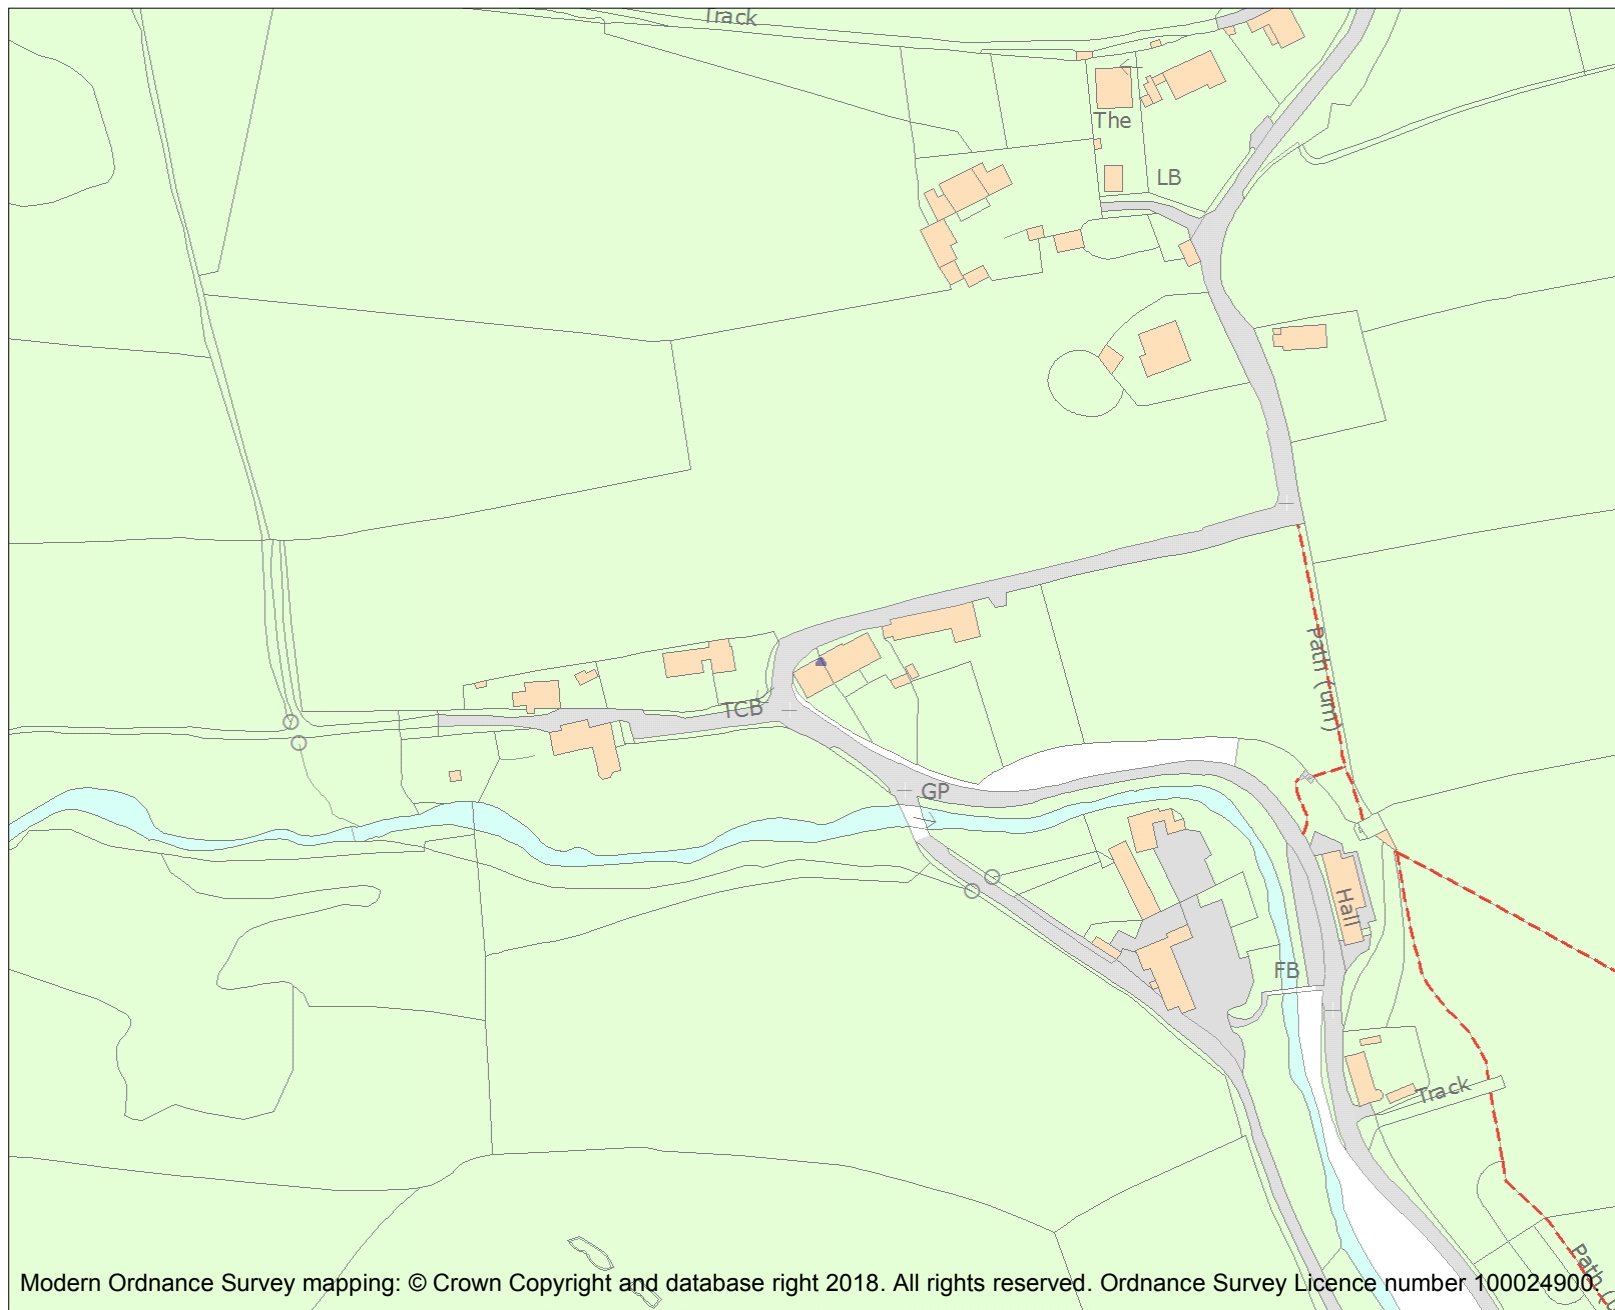 Track
The
LB
Path (um)
TCB
GP
Hall
FB
Track
Path (
Modern Ordnance Survey mapping: © Crown Copyright and database right 2018. All rights reserved. Ordnance Survey Licence number 100024900.